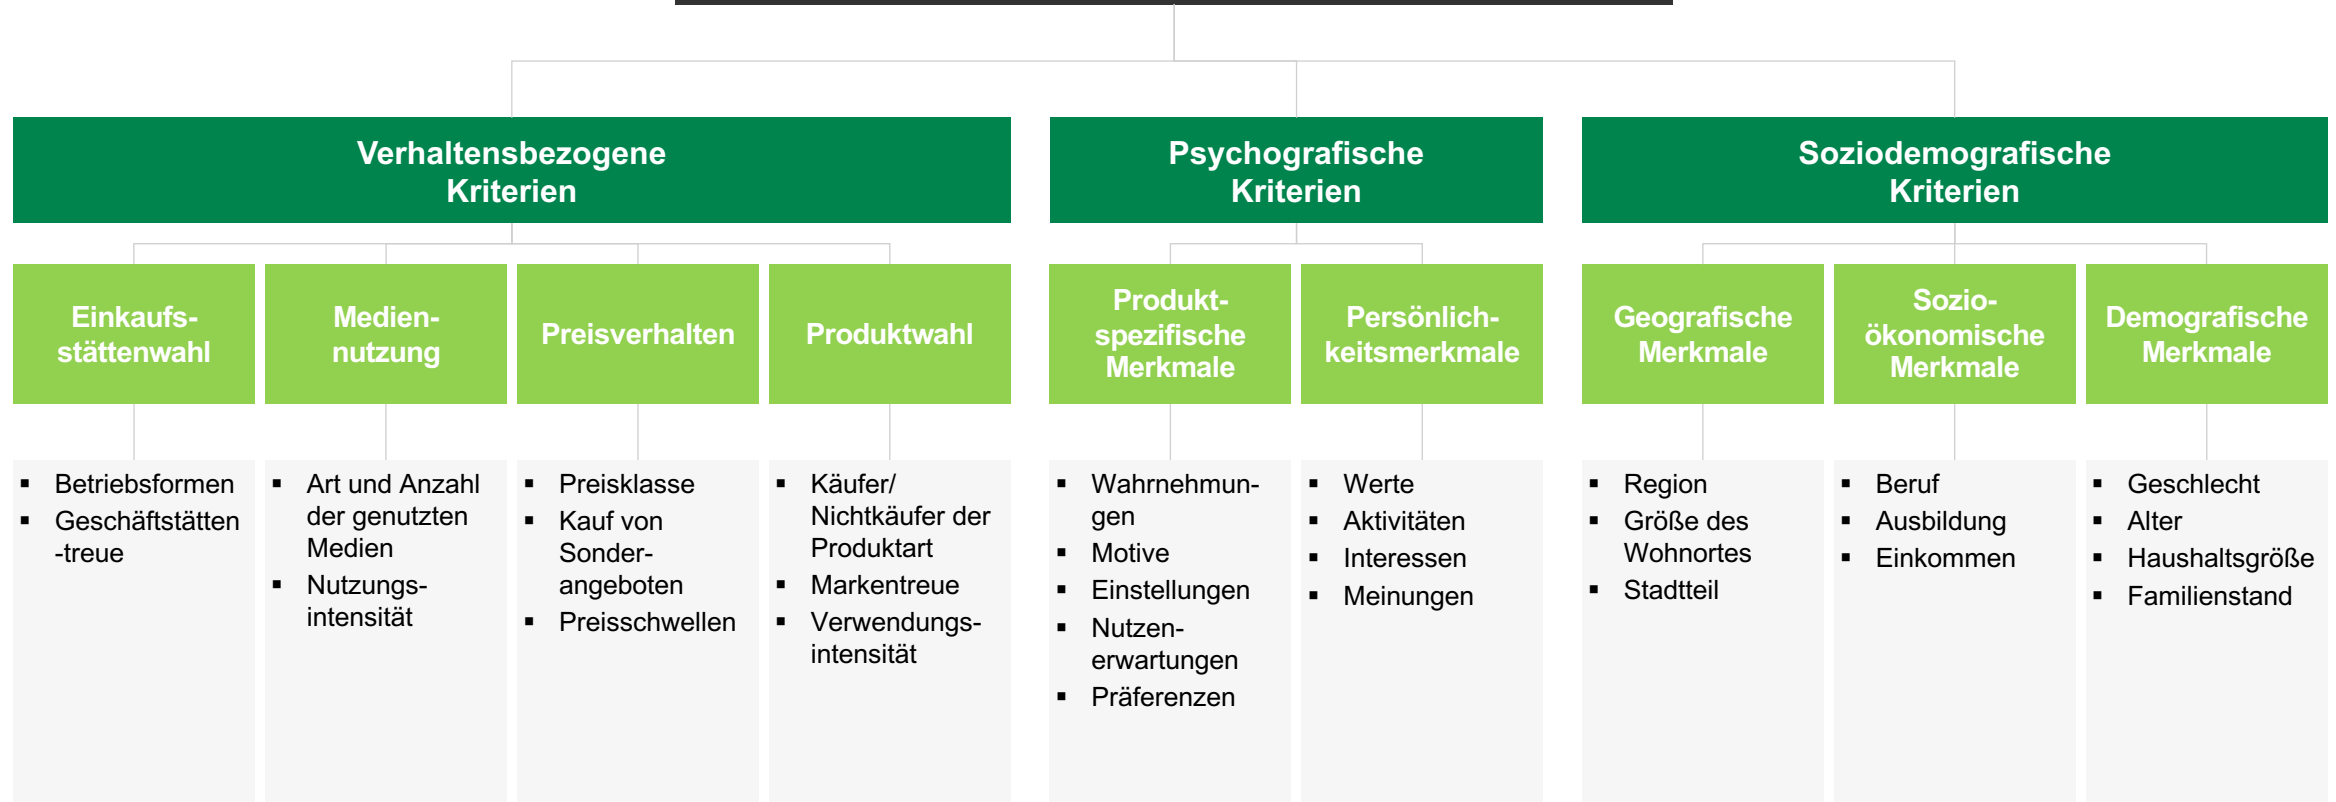 Verhaltensbezogene
Kriterien
Psychografische
Kriterien
Soziodemografische
Kriterien
Einkaufs-
stättenwahl
Medien-
nutzung
Preisverhalten
Produktwahl
Produkt-
spezifische
Merkmale
Persönlich-
keitsmerkmale
Geografische
Merkmale
Sozio-
ökonomische
Merkmale
Demografische
Merkmale
▪ Betriebsformen
▪ Geschäftstätten
-treue
▪ Art und Anzahl
der genutzten
Medien
▪ Nutzungs-
intensität
▪ Preisklasse
▪ Kauf von
Sonder-
angeboten
▪ Preisschwellen
▪ Käufer/
Nichtkäufer der
Produktart
▪ Markentreue
▪ Verwendungs-
intensität
▪ Wahrnehmun-
gen
▪ Motive
▪ Einstellungen
▪ Nutzen-
erwartungen
▪ Präferenzen
▪ Werte
▪ Aktivitäten
▪ Interessen
▪ Meinungen
▪ Region
▪ Größe des
Wohnortes
▪ Stadtteil
▪ Beruf
▪ Ausbildung
▪ Einkommen
▪ Geschlecht
▪ Alter
▪ Haushaltsgröße
▪ Familienstand